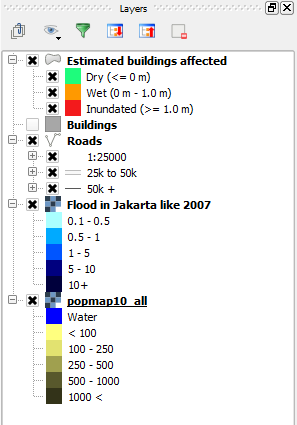 Layers
Estimated buildings affected
Dry (<= 0 m)
Wet (0 m - 1.0 m)
Inundated (>= 1.0 m)
Buildings
Roads
1:25000
25k to 50k
50k +
Flood in Jakarta like 2007
0.1 - 0.5
0.5 - 1
1 - 5
5 - 10
10+
popmap10_all
Water
< 100
100 - 250
250 - 500
500 - 1000
1000 <